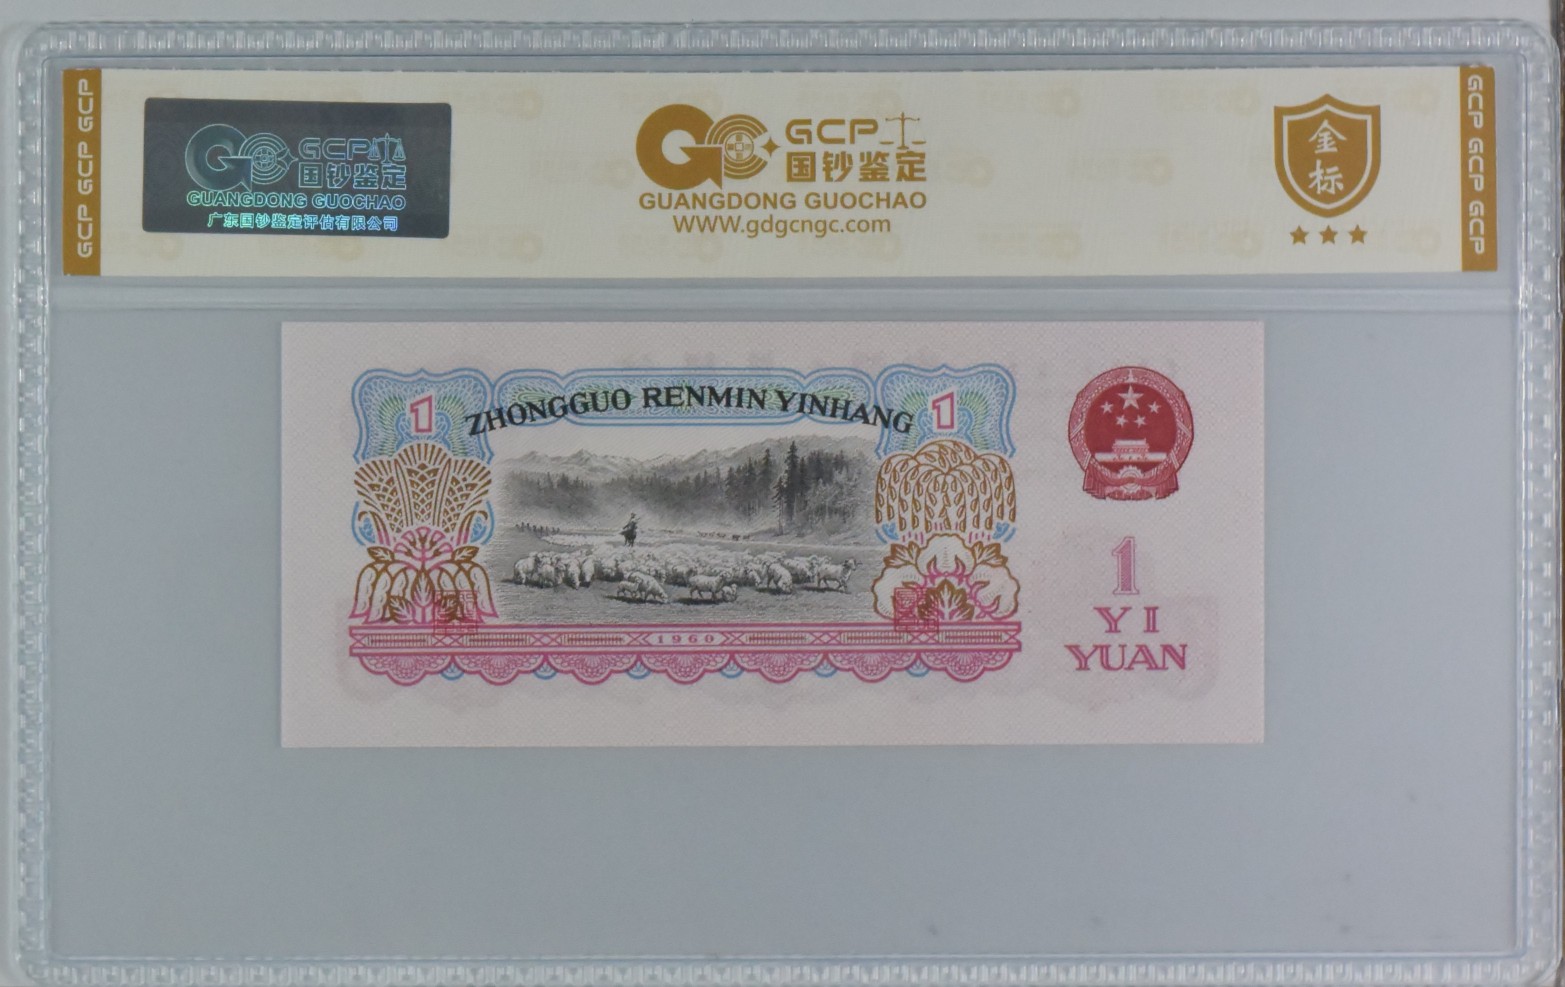 GCP GCP GCP
GCP
国钞鉴定
GUANGDONG GUOCHAO
广东国钞鉴定评估有限公司
GCP
国钞鉴定
GUANGDONG GUOCHAO
WWW.gdgcngc.com
金标
GCP GCP GCP
1
ZHONGGUO RENMIN YINHANG
1
1960
1
YI
YUAN